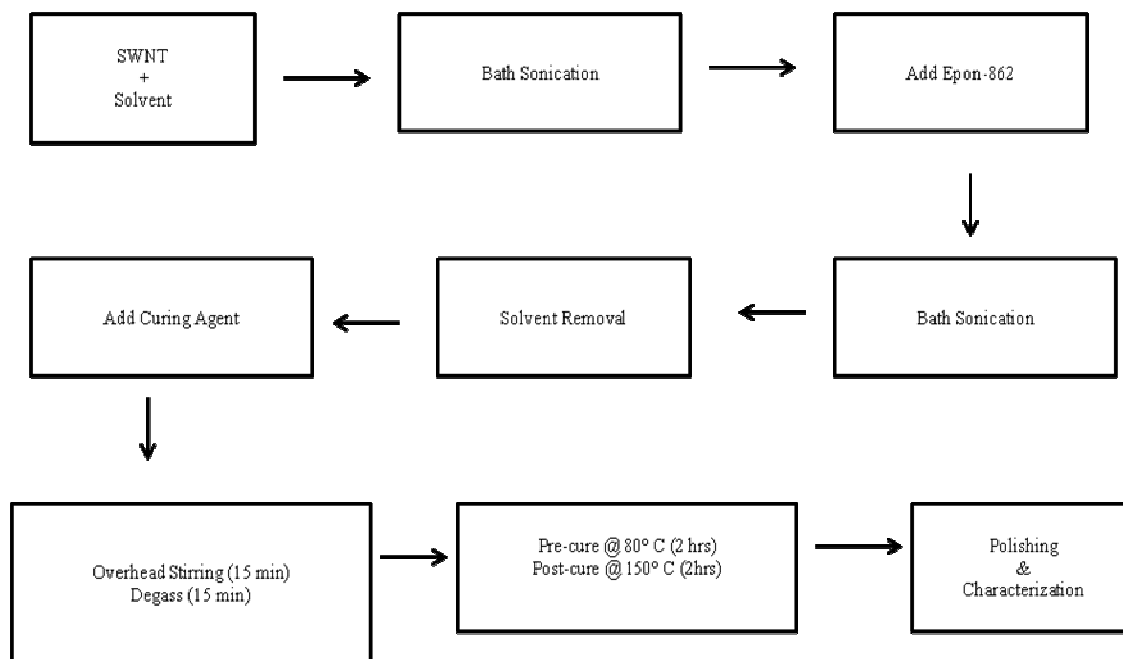 SWNT
+
Solvent
Bath Sonication
Add Epon-862
Bath Sonication
Solvent Removal
Add Curing Agent
Overhead Stirring (15 min)
Degass (15 min)
Pre-cure @ 80° C (2 hrs)
Post-cure @ 150° C (2hrs)
Polishing
&
Characterization